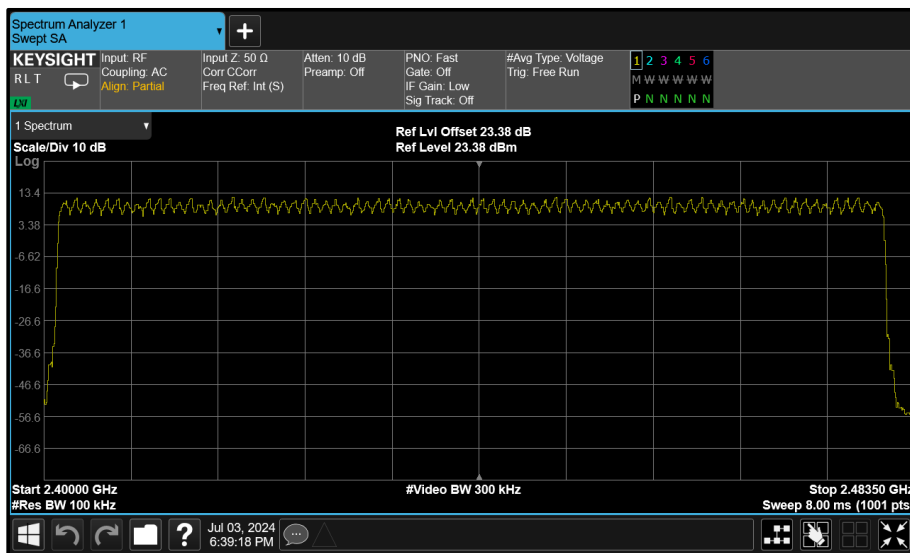 Spectrum Analyzer 1
Swept SA
+
KEYSIGHT
R L T
LXI
Input: RF
Coupling: AC
Align: Partial
Input Z: 50 Ω
Corr CCorr
Freq Ref: Int (S)
Atten: 10 dB
Preamp: Off
PNO: Fast
Gate: Off
IF Gain: Low
Sig Track: Off
#Avg Type: Voltage
Trig: Free Run
1 2 3 4 5 6
M W W W W W
P N N N N N
1 Spectrum
Scale/Div 10 dB
Log
Ref Lvl Offset 23.38 dB
Ref Level 23.38 dBm
13.4
3.38
-6.62
-16.6
-26.6
-36.6
-46.6
-56.6
-66.6
Start 2.40000 GHz
#Res BW 100 kHz
#Video BW 300 kHz
Stop 2.48350 GHz
Sweep 8.00 ms (1001 pts
?
Jul 03, 2024
6:39:18 PM